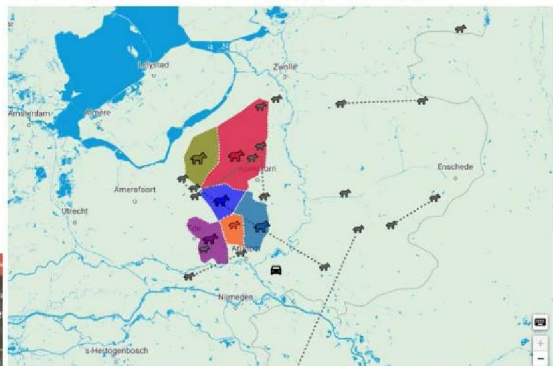 Lelystad
Zwolle
Amsterdam
Almere
Enschede
Amersfoort
Utrecht
Nijmegen
's-Hertogenbosch
+
−